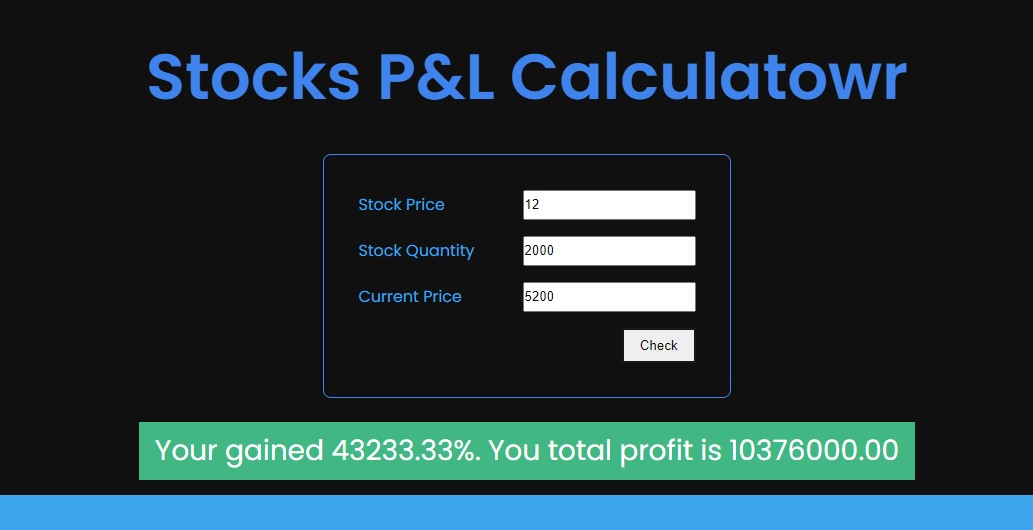 Stocks P&L Calculatowr
Stock Price 12
Stock Quantity 2000
Current Price 5200
Check
Your gained 43233.33%. You total profit is 10376000.00